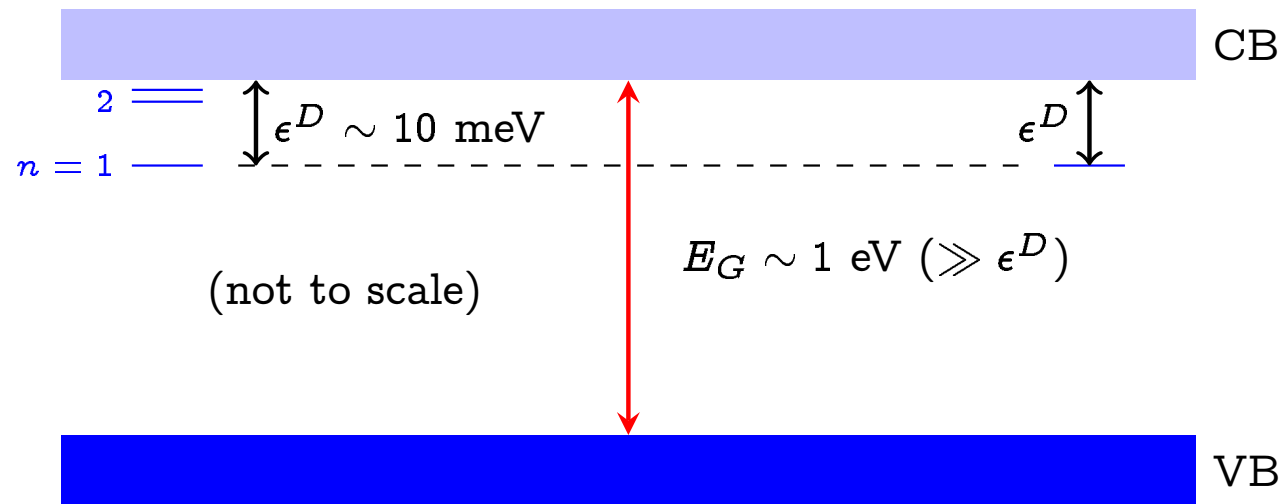 CB
2
ϵ^D ∼ 10 meV
ϵ^D
n = 1
E_G ∼ 1 eV (≫ ϵ^D)
(not to scale)
VB